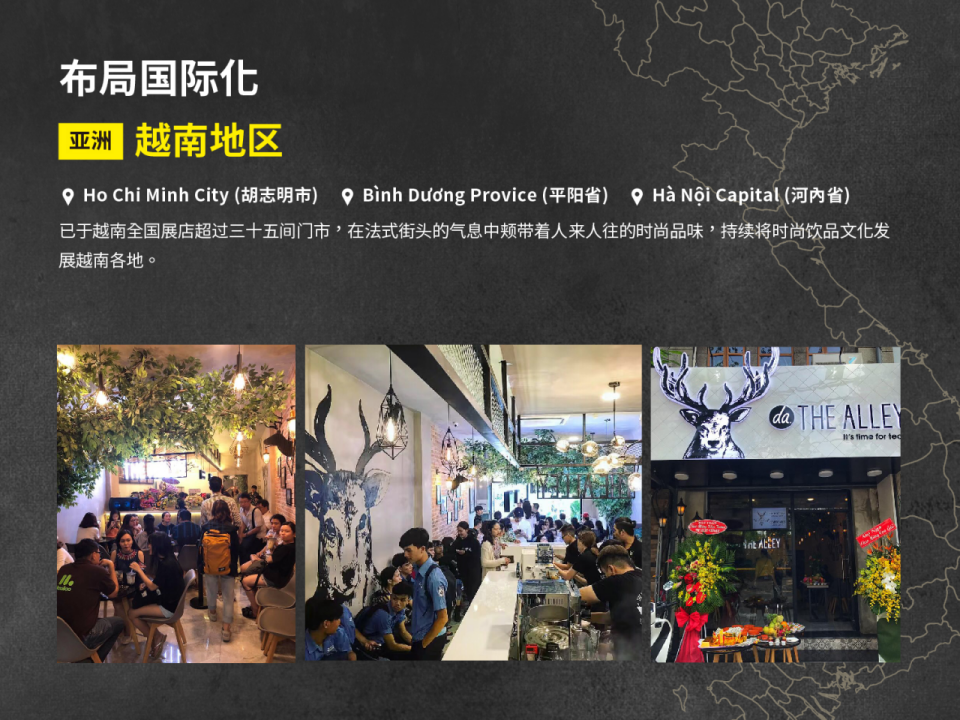 布局国际化
亚洲 越南地区
Ho Chi Minh City (胡志明市) Bình Dương Provice (平阳省) Hà Nội Capital (河內省)
已于越南全国展店超过三十五间门市，在法式街头的气息中颊带着人来人往的时尚品味，持续将时尚饮品文化发
展越南各地。
da THE ALLEY
It's time for tea
THE ALLEY